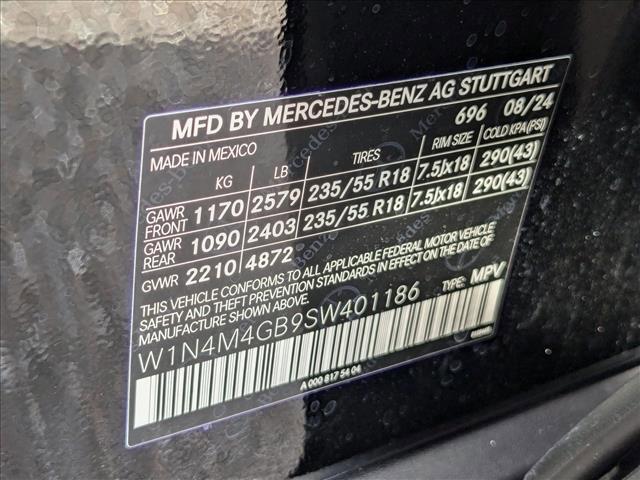 MFD BY MERCEDES-BENZ AG STUTTGART
696 08/24
MADE IN MEXICO
KG LB TIRES RIM SIZE COLD KPA(PSI)
GAWR FRONT 1170 2579 235/55 R18 7.5Jx18 290(43)
GAWR REAR 1090 2403 235/55 R18 7.5Jx18 290(43)
GVWR 2210 4872
THIS VEHICLE CONFORMS TO ALL APPLICABLE FEDERAL MOTOR VEHICLE
SAFETY AND THEFT PREVENTION STANDARDS IN EFFECT ON THE DATE OF
MANUFACTURE SHOWN ABOVE.
TYPE: MPV
W1N4M4GB9SW401186
A 000 817 54 04